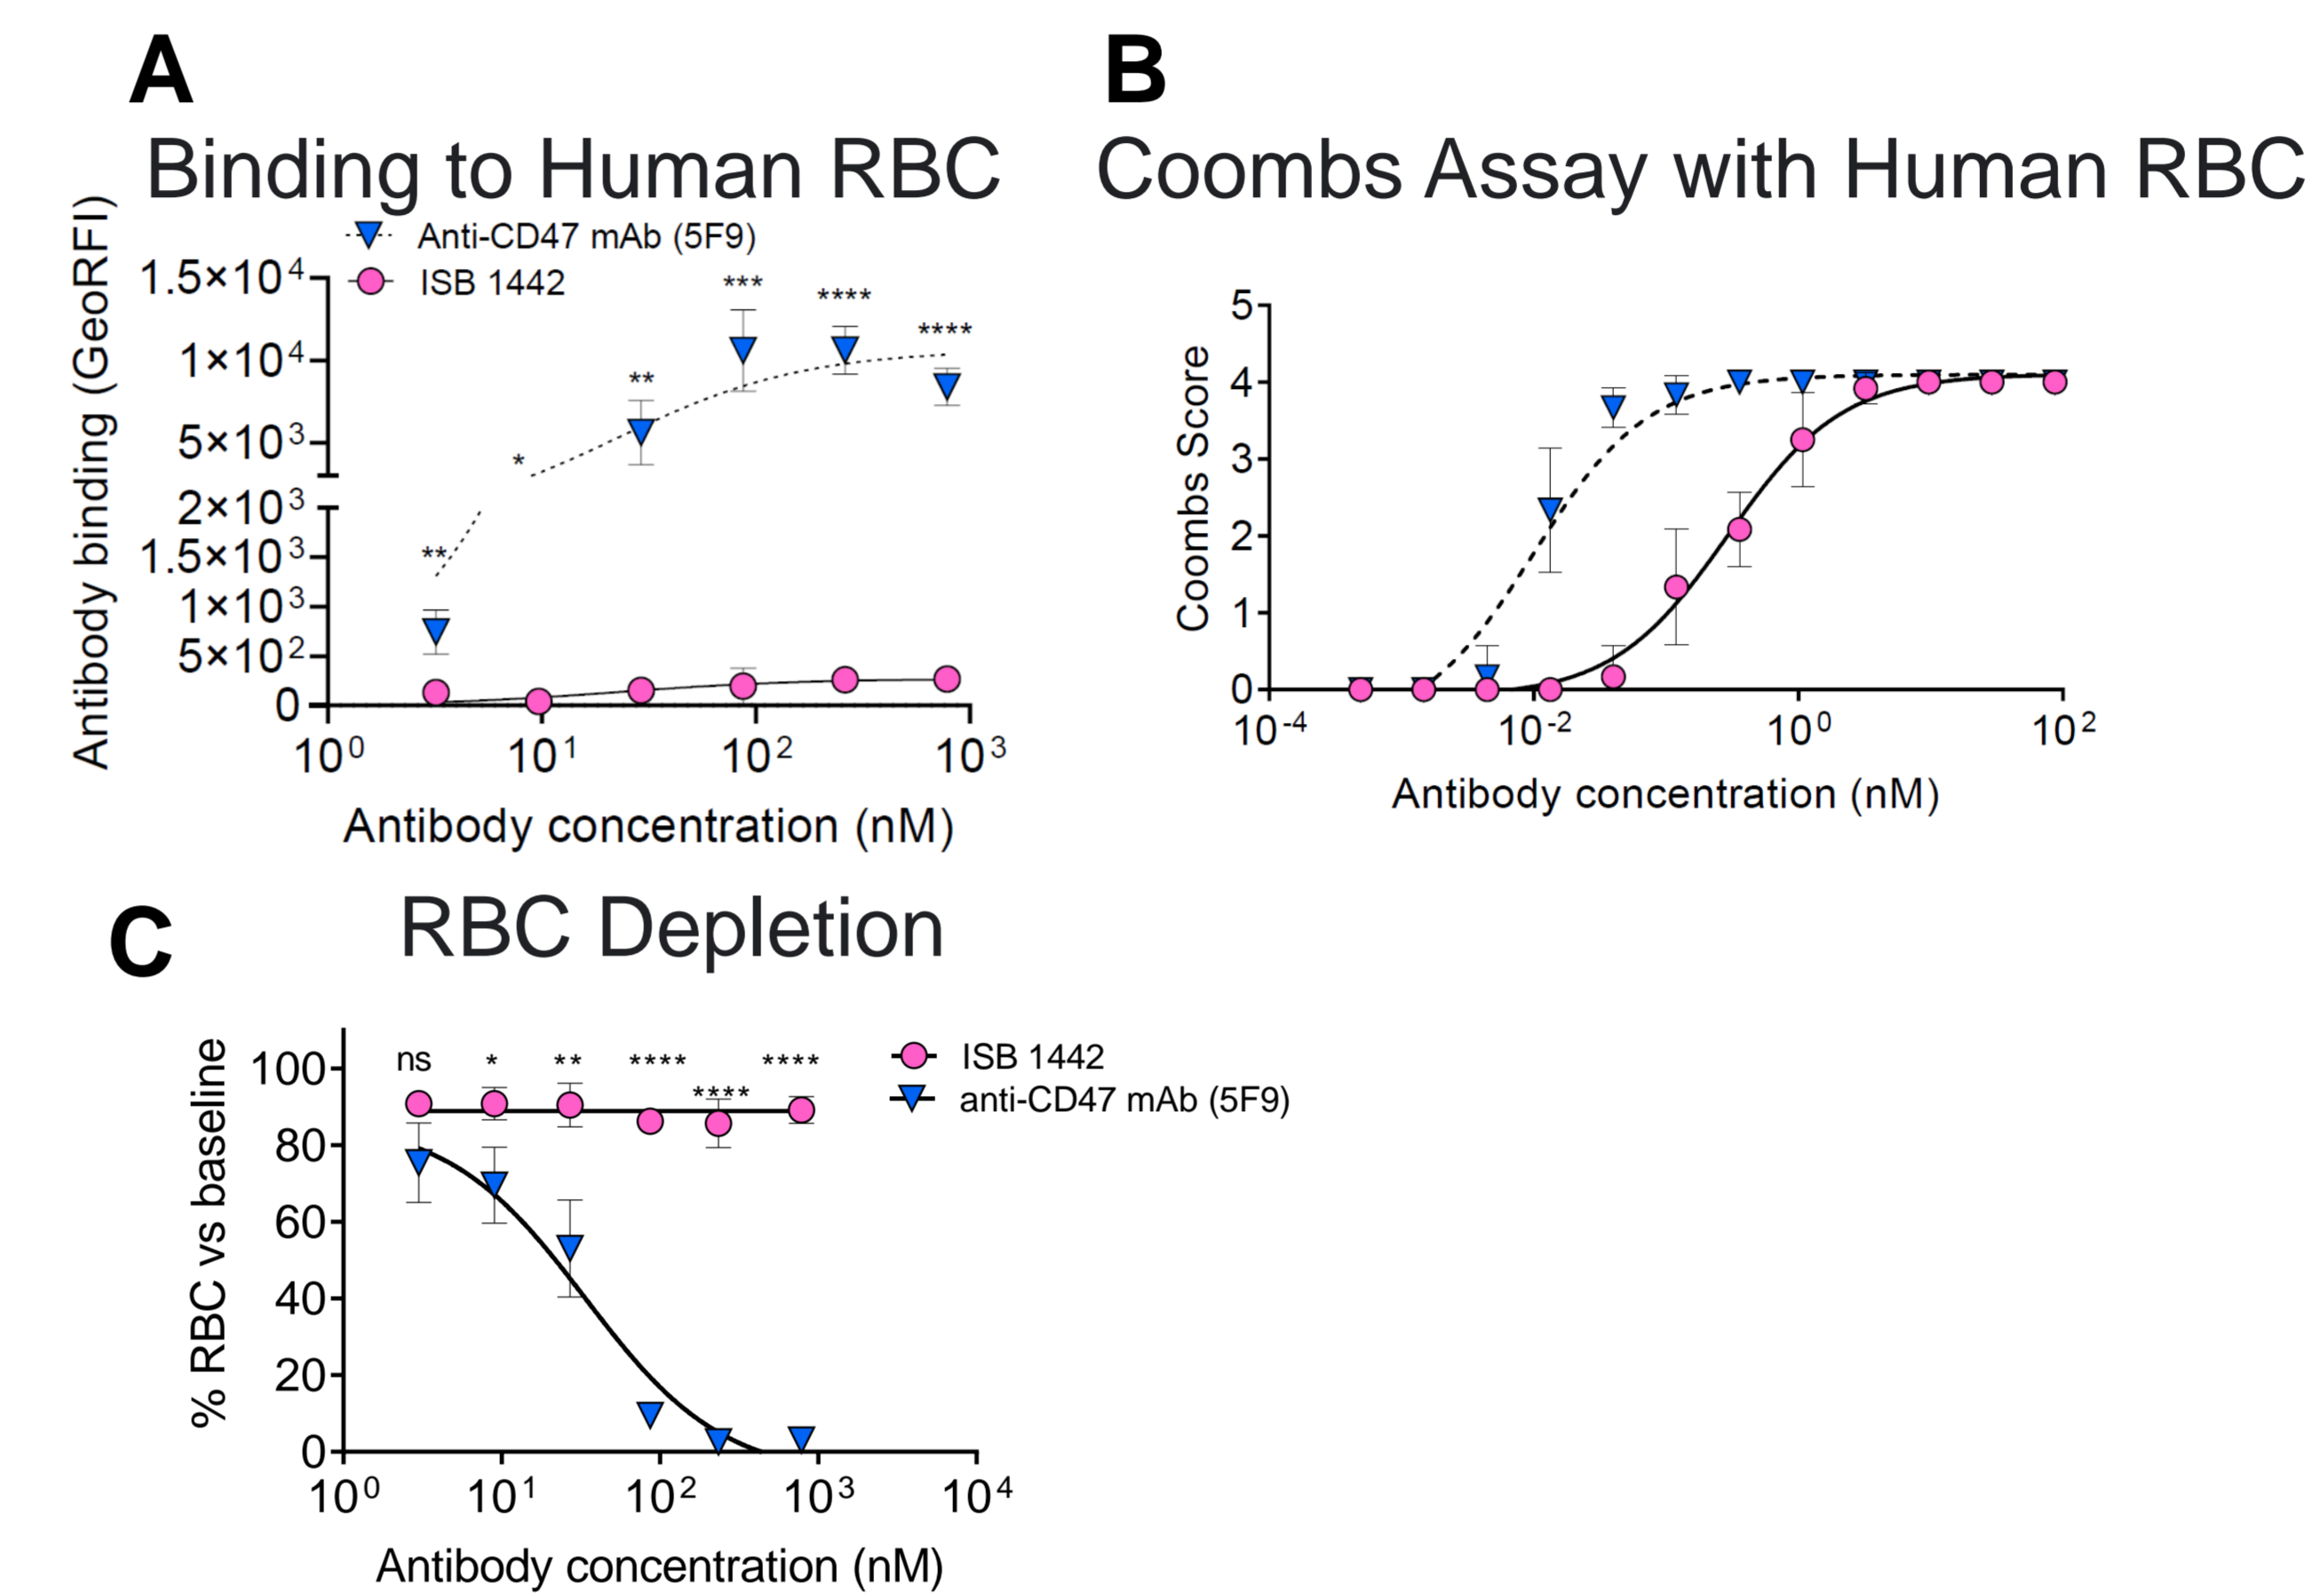 A
Binding to Human RBC
Anti-CD47 mAb (5F9)
ISB 1442
Antibody binding (GeoRFI)
1.5×10⁴
1×10⁴
5×10³
2×10³
1.5×10³
1×10³
5×10²
0
**
*
**
***
****
****
10⁰ 10¹ 10² 10³
Antibody concentration (nM)
B
Coombs Assay with Human RBC
Coombs Score
5
4
3
2
1
0
10⁻⁴ 10⁻² 10⁰ 10²
Antibody concentration (nM)
C
RBC Depletion
% RBC vs baseline
100
80
60
40
20
0
ns * ** **** **** ****
ISB 1442
anti-CD47 mAb (5F9)
10⁰ 10¹ 10² 10³ 10⁴
Antibody concentration (nM)